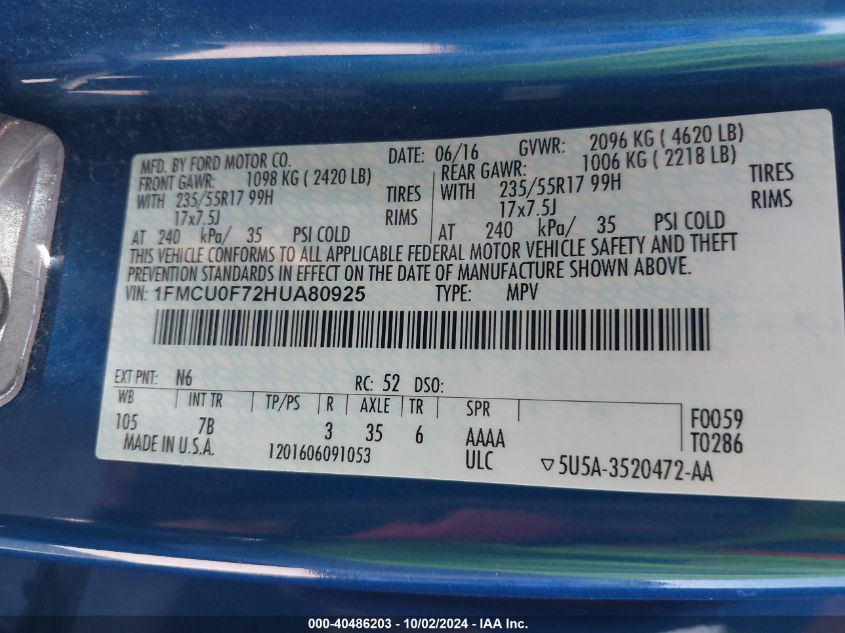 MFD. BY FORD MOTOR CO. DATE: 06/16 GVWR: 2096 KG ( 4620 LB)
FRONT GAWR: 1098 KG ( 2420 LB) REAR GAWR: 1006 KG ( 2218 LB)
WITH 235/55R17 99H TIRES WITH 235/55R17 99H TIRES
17x7.5J RIMS 17x7.5J RIMS
AT 240 kPa/ 35 PSI COLD AT 240 kPa/ 35 PSI COLD
THIS VEHICLE CONFORMS TO ALL APPLICABLE FEDERAL MOTOR VEHICLE SAFETY AND THEFT
PREVENTION STANDARDS IN EFFECT ON THE DATE OF MANUFACTURE SHOWN ABOVE.
VIN: 1FMCU0F72HUA80925 TYPE: MPV
EXT PNT: N6 RC: 52 DSO:
WB INT TR TP/PS R AXLE TR SPR F0059
105 7B 3 35 6 AAAA T0286
MADE IN U.S.A. 1201606091053 ULC ▽5U5A-3520472-AA
000-40486203 - 10/02/2024 - IAA Inc.